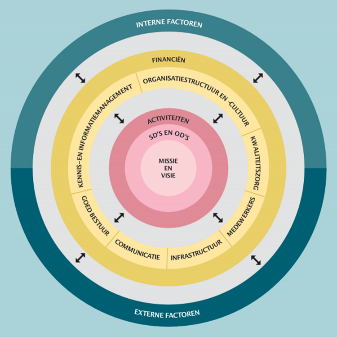 INTERNE FACTOREN
FINANCIËN
ORGANISATIESTRUCTUUR EN -CULTUUR
KENNIS- EN INFORMATIEMANAGEMENT
KWALITEITSZORG
ACTIVITEITEN
SD'S EN OD'S
MISSIE
EN
VISIE
GOED BESTUUR
COMMUNICATIE
INFRASTRUCTUUR
MEDEWERKERS
EXTERNE FACTOREN